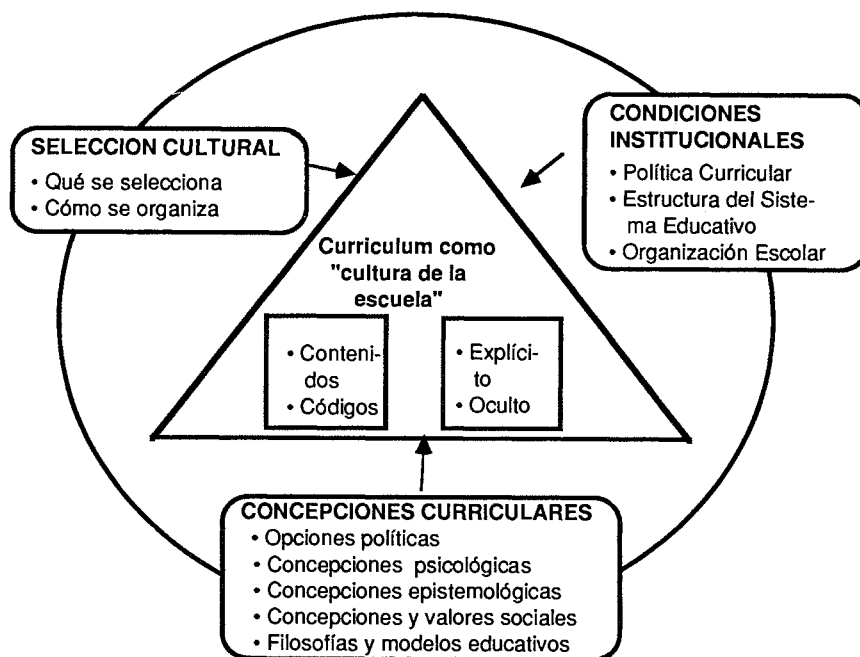 SELECCION CULTURAL
• Qué se selecciona
• Cómo se organiza
CONDICIONES
INSTITUCIONALES
• Política Curricular
• Estructura del Siste-
ma Educativo
• Organización Escolar
Curriculum como
"cultura de la
escuela"
• Conteni-
dos
• Códigos
• Explíci-
to
• Oculto
CONCEPCIONES CURRICULARES
• Opciones políticas
• Concepciones psicológicas
• Concepciones epistemológicas
• Concepciones y valores sociales
• Filosofías y modelos educativos